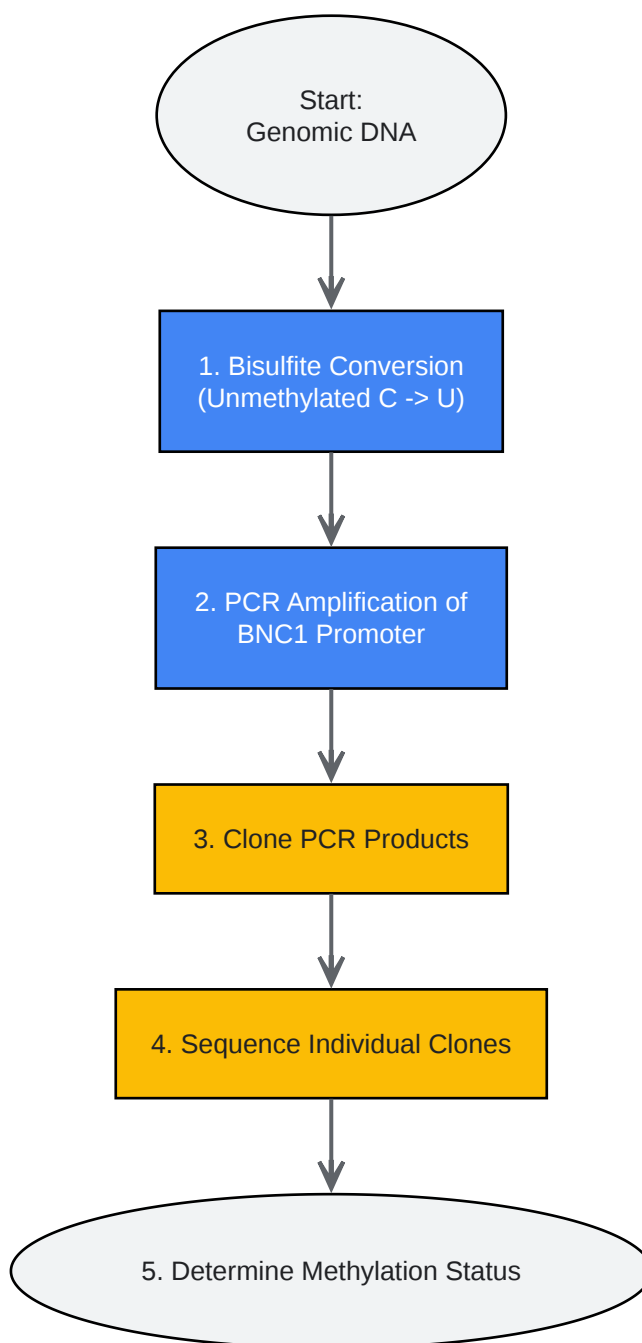 Start:
Genomic DNA
1. Bisulfite Conversion
(Unmethylated C -> U)
2. PCR Amplification of
BNC1 Promoter
3. Clone PCR Products
4. Sequence Individual Clones
5. Determine Methylation Status